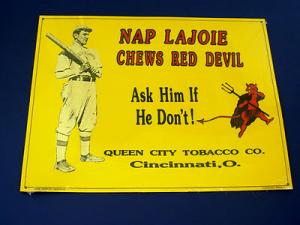 NAP LAJOIE
CHEWS RED DEVIL
Ask Him If
He Don't!
QUEEN CITY TOBACCO CO.
Cincinnati,O.